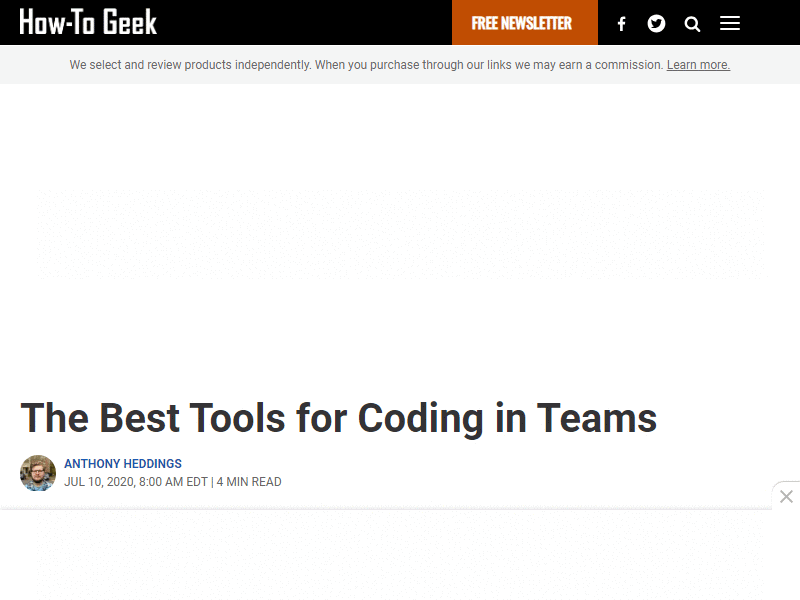 How-To Geek
FREE NEWSLETTER
We select and review products independently. When you purchase through our links we may earn a commission. Learn more.
The Best Tools for Coding in Teams
ANTHONY HEDDINGS
JUL 10, 2020, 8:00 AM EDT | 4 MIN READ